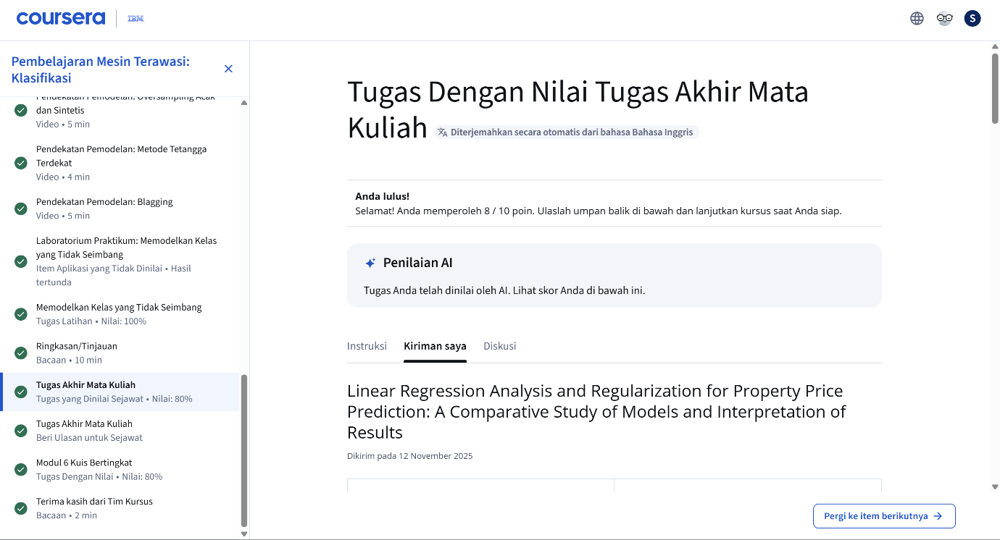 coursera
IBM
S
Pembelajaran Mesin Terawasi:
Klasifikasi
Pendekatan Pemodelan: Oversampling Acak
dan Sintetis
Video • 5 min
Pendekatan Pemodelan: Metode Tetangga
Terdekat
Video • 4 min
Pendekatan Pemodelan: Blagging
Video • 5 min
Laboratorium Praktikum: Memodelkan Kelas
yang Tidak Seimbang
Item Aplikasi yang Tidak Dinilai • Hasil
tertunda
Memodelkan Kelas yang Tidak Seimbang
Tugas Latihan • Nilai: 100%
Ringkasan/Tinjauan
Bacaan • 10 min
Tugas Akhir Mata Kuliah
Tugas yang Dinilai Sejawat • Nilai: 80%
Tugas Akhir Mata Kuliah
Beri Ulasan untuk Sejawat
Modul 6 Kuis Bertingkat
Tugas Dengan Nilai • Nilai: 80%
Terima kasih dari Tim Kursus
Bacaan • 2 min
Tugas Dengan Nilai Tugas Akhir Mata
Kuliah Diterjemahkan secara otomatis dari bahasa Bahasa Inggris
Anda lulus!
Selamat! Anda memperoleh 8 / 10 poin. Ulaslah umpan balik di bawah dan lanjutkan kursus saat Anda siap.
Penilaian AI
Tugas Anda telah dinilai oleh AI. Lihat skor Anda di bawah ini.
Instruksi Kiriman saya Diskusi
Linear Regression Analysis and Regularization for Property Price
Prediction: A Comparative Study of Models and Interpretation of
Results
Dikirim pada 12 November 2025
Pergi ke item berikutnya